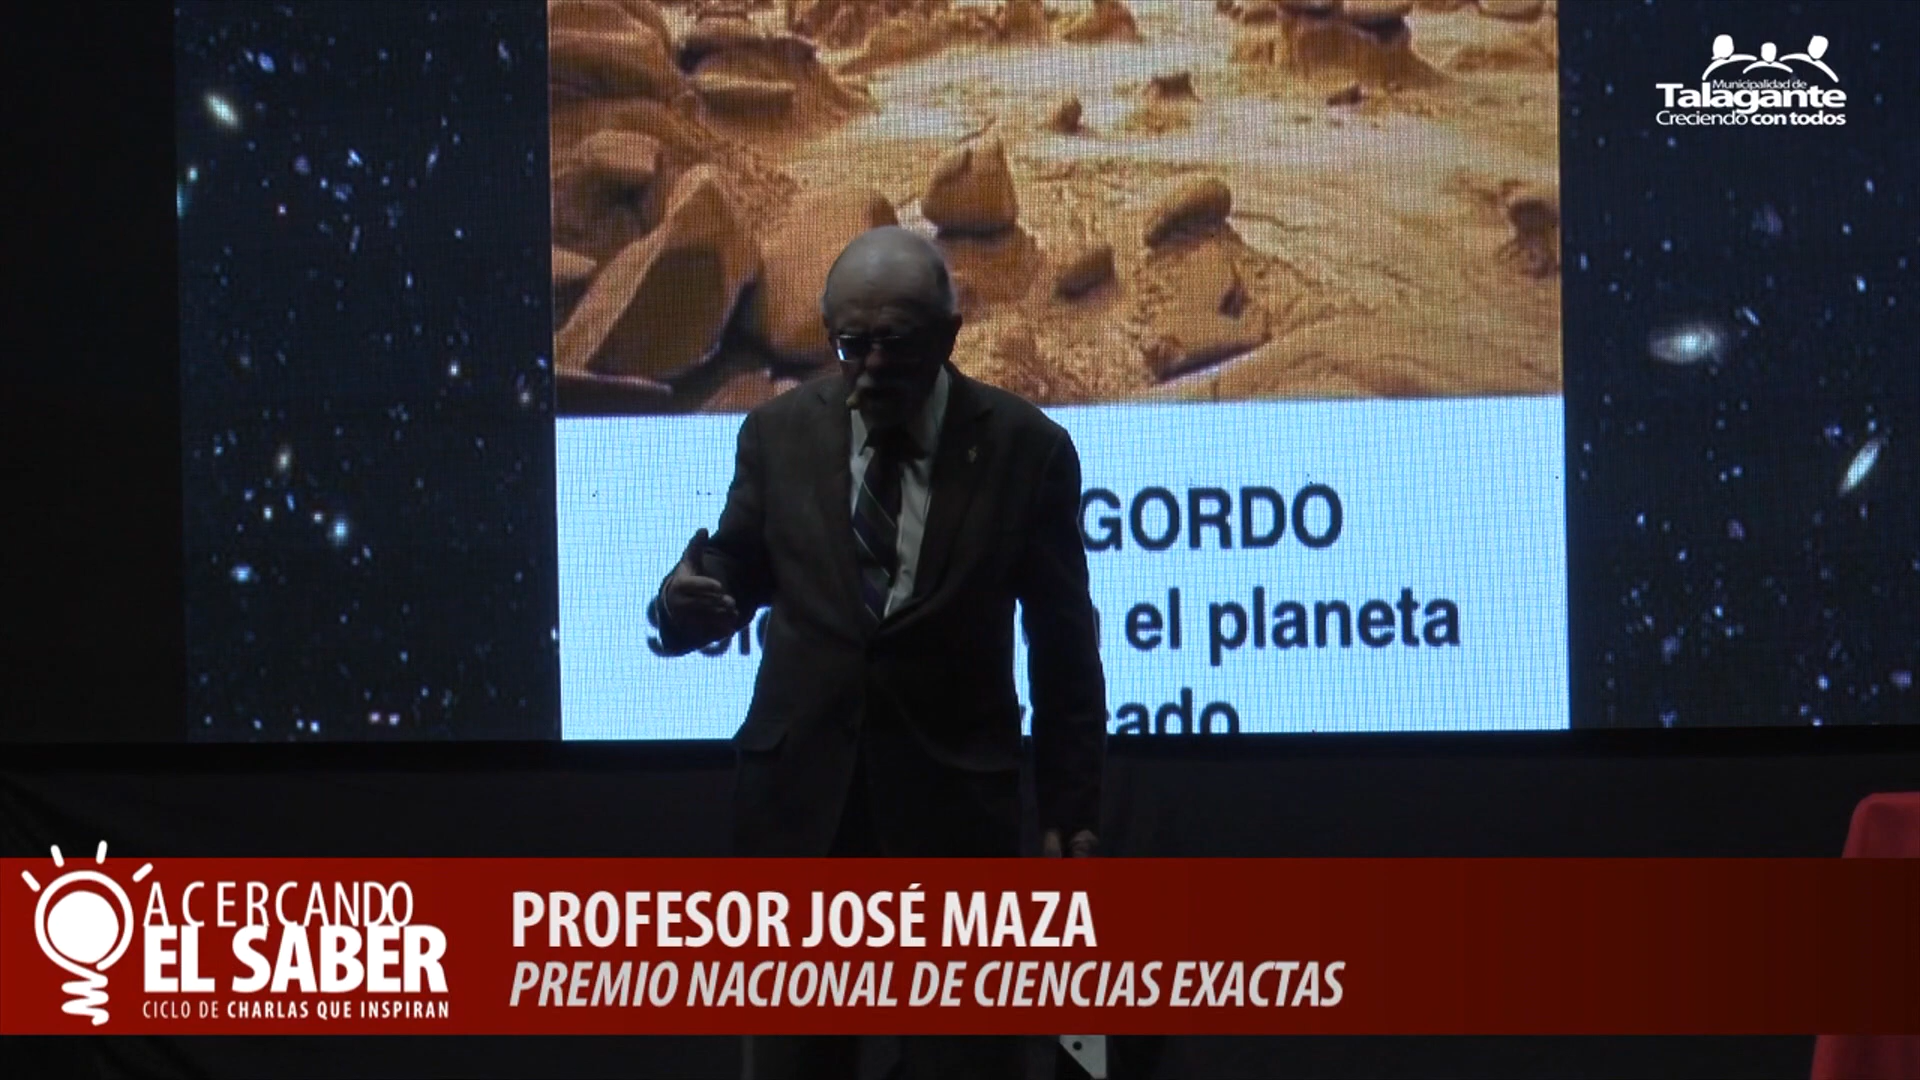 Municipalidad de
Talagante
Creciendo con todos
GORDO
el planeta
ACERCANDO
EL SABER
CICLO DE CHARLAS QUE INSPIRAN
PROFESOR JOSÉ MAZA
PREMIO NACIONAL DE CIENCIAS EXACTAS